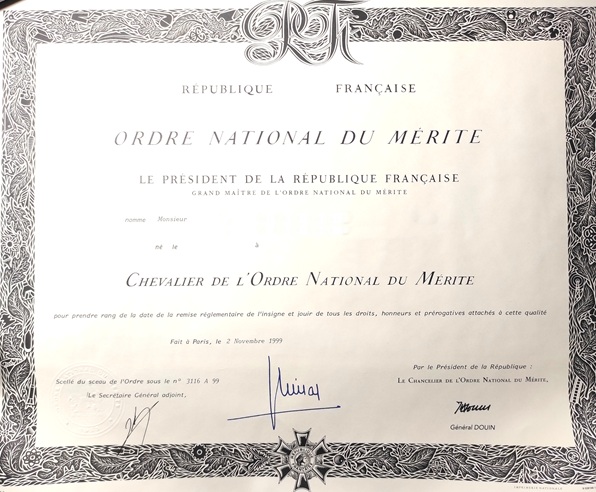 RF
RÉPUBLIQUE FRANÇAISE
ORDRE NATIONAL DU MÉRITE
LE PRÉSIDENT DE LA RÉPUBLIQUE FRANÇAISE
GRAND MAÎTRE DE L'ORDRE NATIONAL DU MÉRITE
nomme Monsieur
né le à
CHEVALIER DE L'ORDRE NATIONAL DU MÉRITE
pour prendre rang de la date de la remise réglementaire de l'insigne et jouir de tous les droits, honneurs et prérogatives attachés à cette qualité
Fait à Paris, le 2 Novembre 1999
Scellé du sceau de l'Ordre sous le n° 3116 A 99
Le Secrétaire Général adjoint,
Par le Président de la République :
LE CHANCELIER DE L'ORDRE NATIONAL DU MÉRITE,
Général DOUIN
IMPRIMERIE NATIONALE